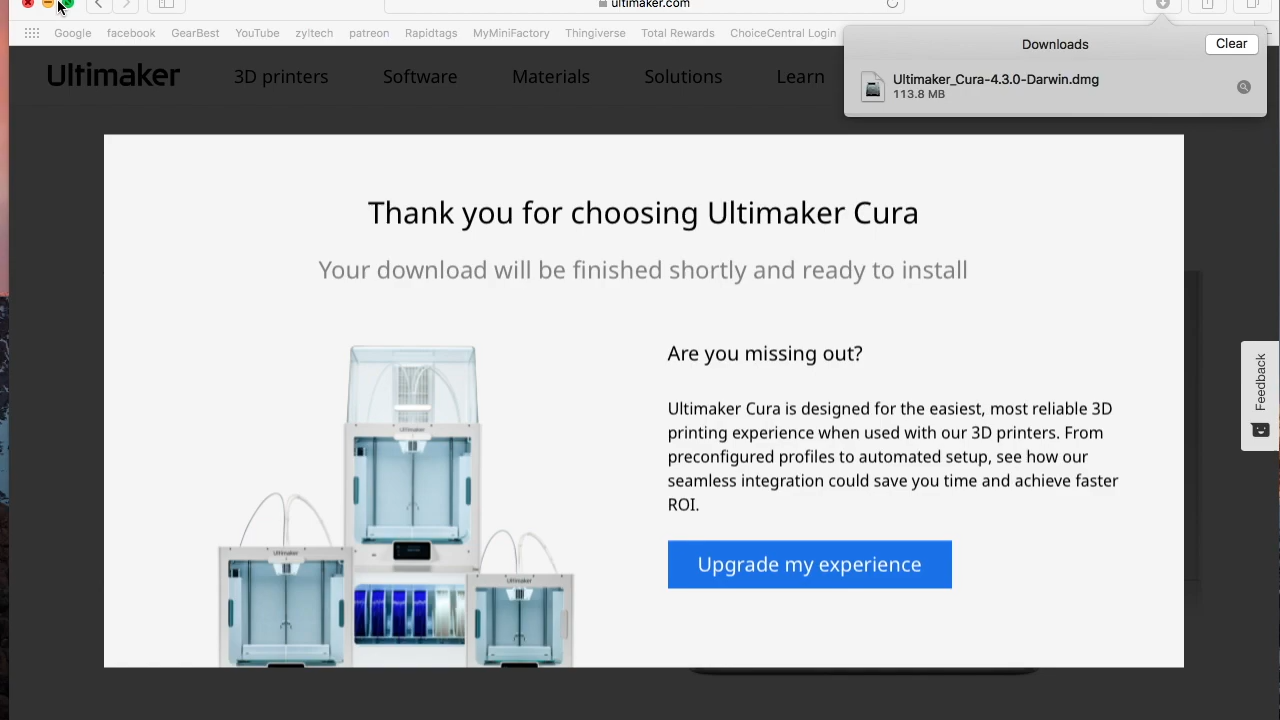 ultimaker.com
Google facebook GearBest YouTube zyltech patreon Rapidtags MyMiniFactory Thingiverse Total Rewards ChoiceCentral Login
Downloads Clear
Ultimaker_Cura-4.3.0-Darwin.dmg
113.8 MB
Ultimaker 3D printers Software Materials Solutions Learn
Thank you for choosing Ultimaker Cura
Your download will be finished shortly and ready to install
Are you missing out?
Ultimaker Cura is designed for the easiest, most reliable 3D
printing experience when used with our 3D printers. From
preconfigured profiles to automated setup, see how our
seamless integration could save you time and achieve faster
ROI.
Upgrade my experience
Feedback
Ultimaker
Ultimaker
Ultimaker